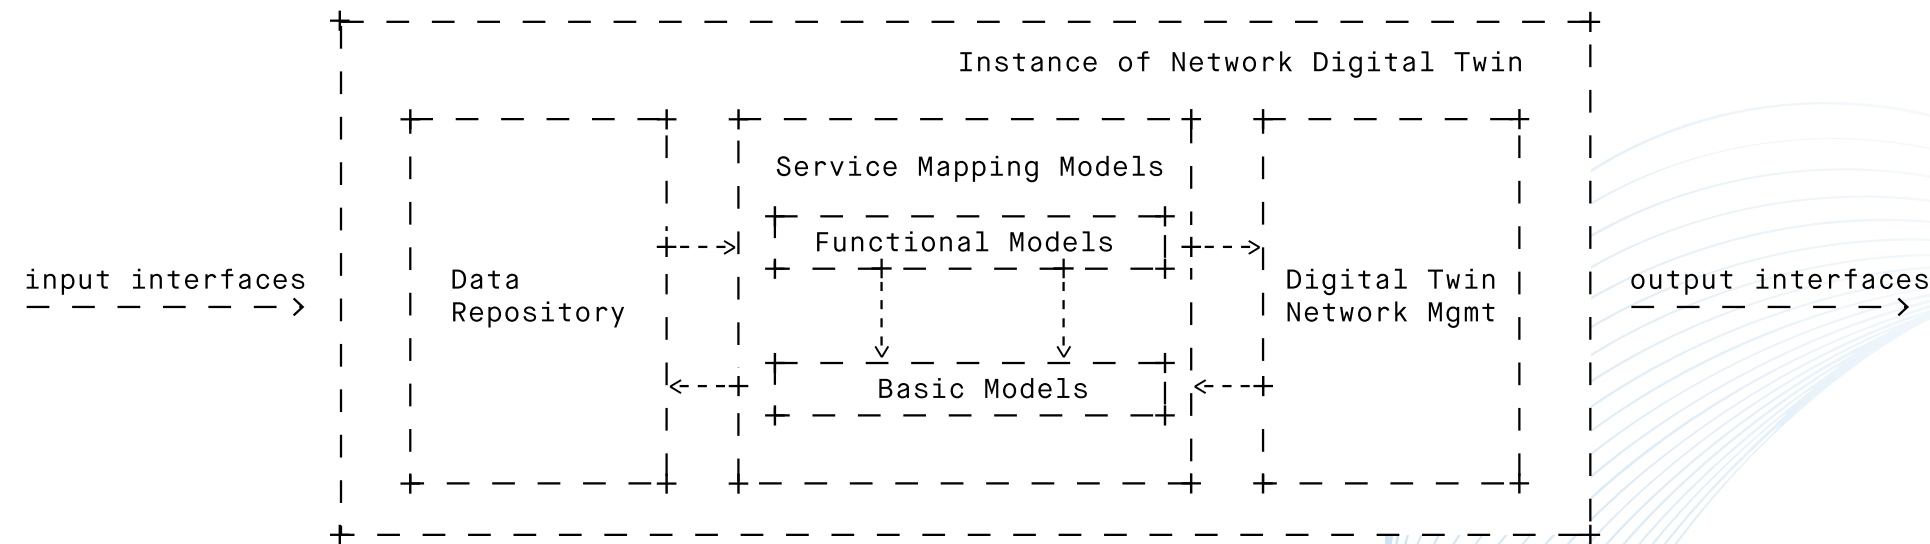 Instance of Network Digital Twin
Service Mapping Models
Functional Models
input interfaces
Data
Repository
Digital Twin
Network Mgmt
output interfaces
Basic Models